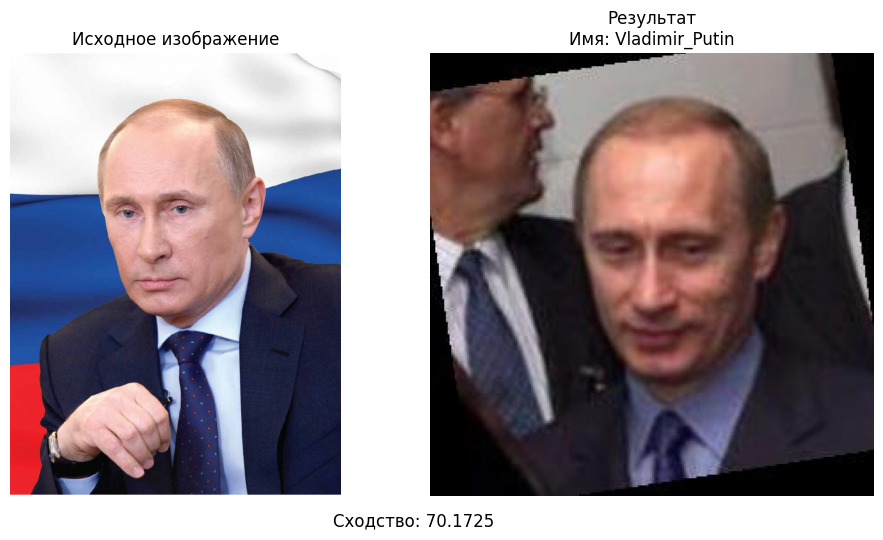 Исходное изображение
Результат
Имя: Vladimir_Putin
Сходство: 70.1725